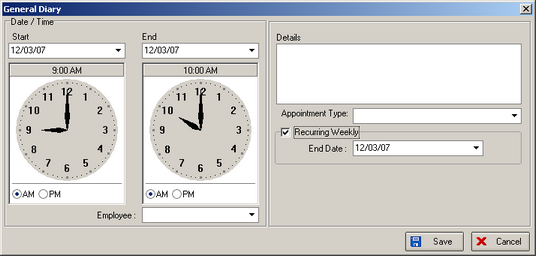 General Diary
Date / Time
Start
End
12/03/07
12/03/07
9:00 AM
10:00 AM
12
1
2
3
4
5
6
7
8
9
10
11
12
1
2
3
4
5
6
7
8
9
10
11
AM PM
AM PM
Employee :
Details
Appointment Type:
Recurring Weekly
End Date : 12/03/07
Save
Cancel